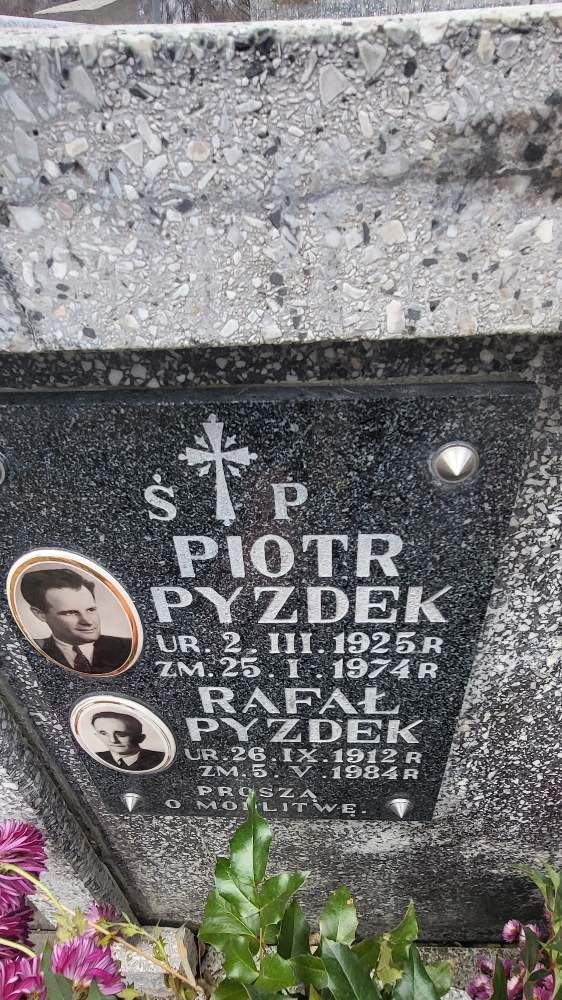 Ś P
PIOTR
PYZDEK
UR. 2. III. 1925 R
ZM. 25. I. 1974 R
RAFAŁ
PYZDEK
UR. 26. IX. 1912 R
ZM. 5. V. 1984 R
PROSZĄ
O MODLITWĘ.